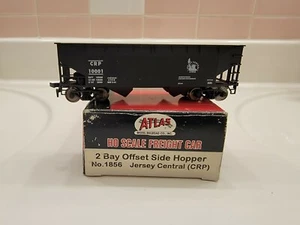 CRP
10001
ATLAS
HO SCALE FREIGHT CAR
2 Bay Offset Side Hopper
No.1856 Jersey Central (CRP)